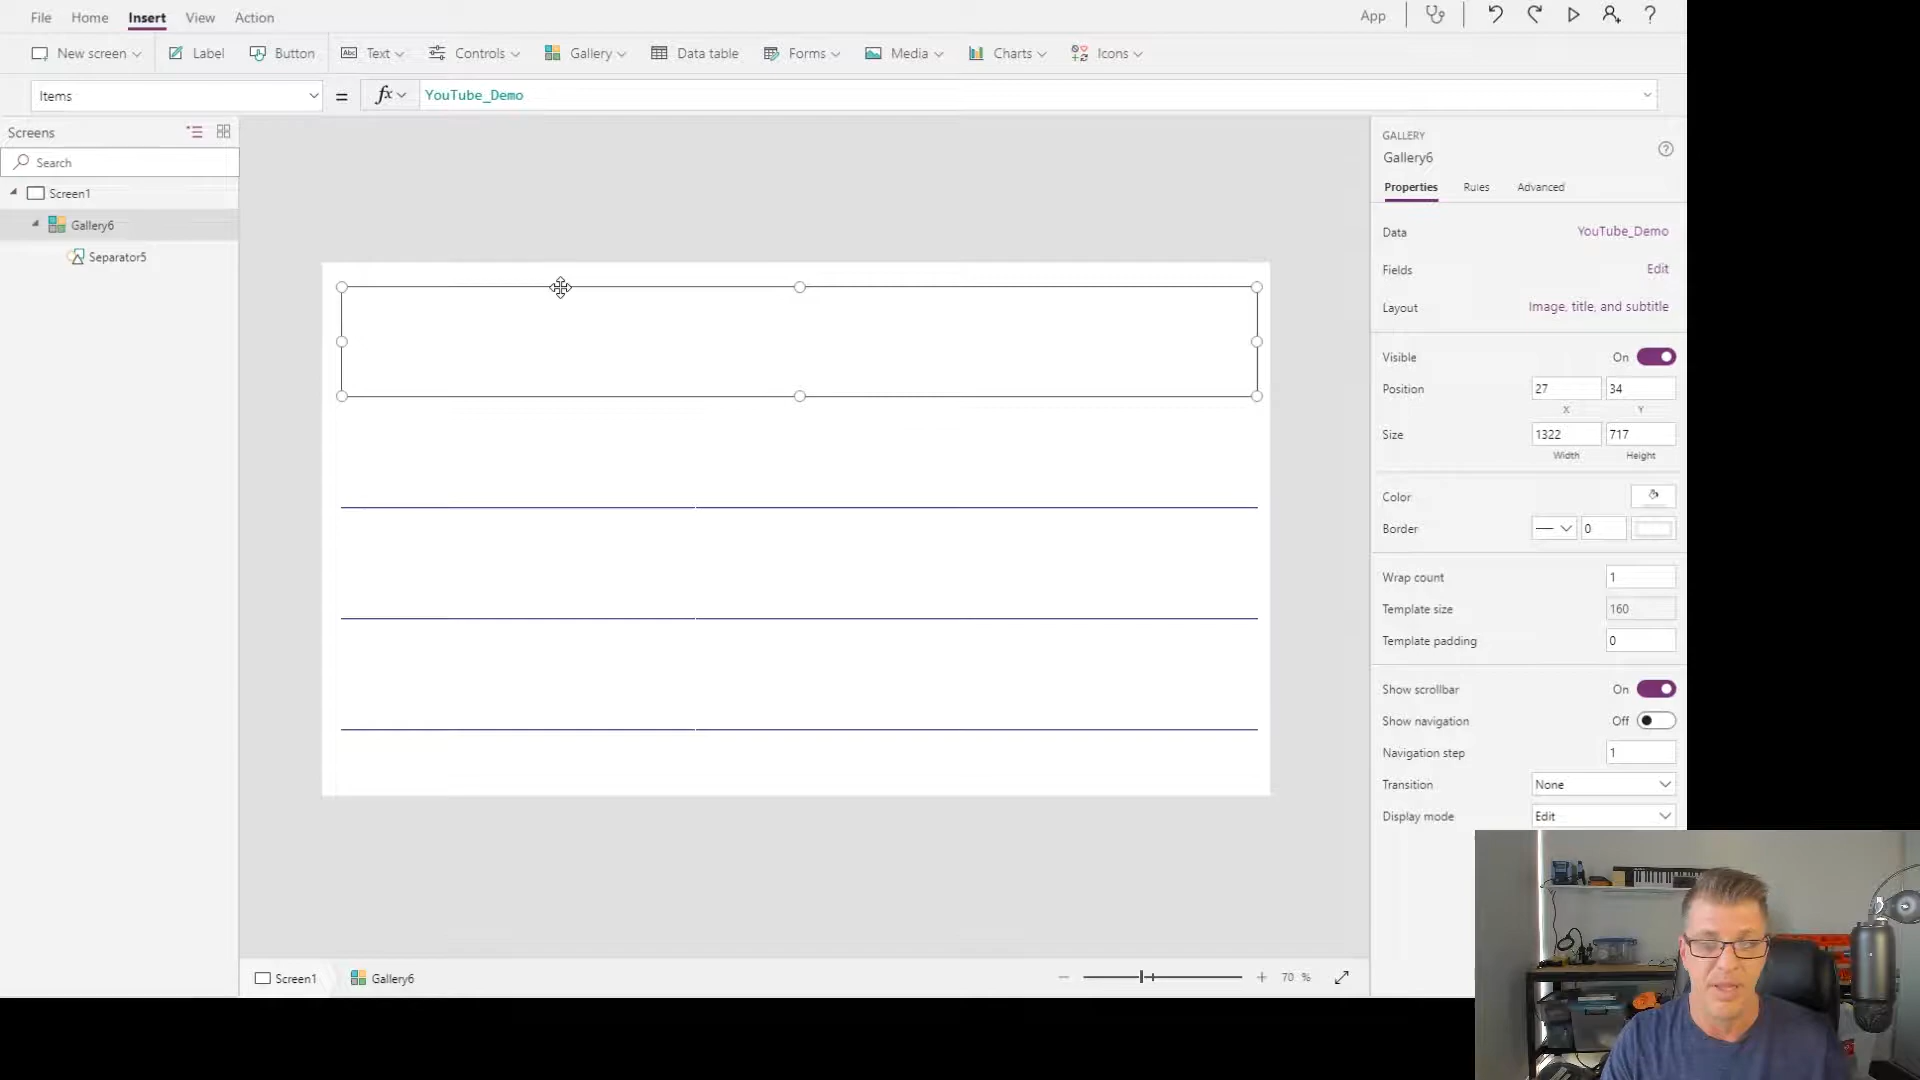 File Home Insert View Action App
New screen Label Button Text Controls Gallery Data table Forms Media Charts Icons
Items = fx YouTube_Demo
Screens
Search
Screen1
Gallery6
Separator5
GALLERY
Gallery6
Properties Rules Advanced
Data YouTube_Demo
Fields Edit
Layout Image, title, and subtitle
Visible On
Position 27 34
X Y
Size 1322 717
Width Height
Color
Border 0
Wrap count 1
Template size 160
Template padding 0
Show scrollbar On
Show navigation Off
Navigation step 1
Transition None
Display mode Edit
Screen1 Gallery6 70 %